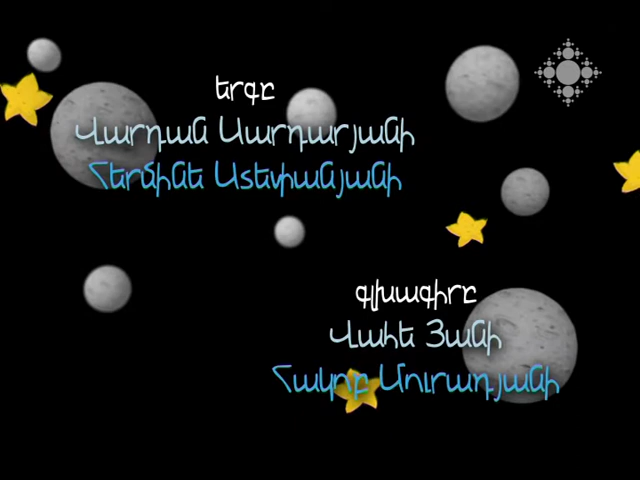 երգը
Վարդան Սարդարյանի
Հերմինե Ստեփանյանի
գլխագիրը
Վահե Յանի
Հակոբ Մուրադյանի